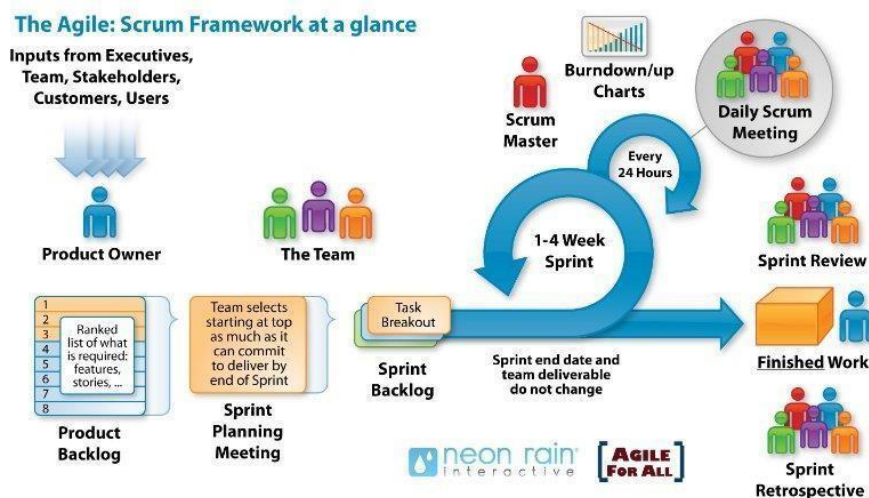 The Agile: Scrum Framework at a glance
Inputs from Executives,
Team, Stakeholders,
Customers, Users
Product Owner
The Team
Scrum
Master
Burndown/up
Charts
Daily Scrum
Meeting
Every
24 Hours
1-4 Week
Sprint
Sprint Review
1
2
3
4
5
6
7
8
Ranked
list of what
is required:
features,
stories, ...
Product
Backlog
Team selects
starting at top
as much as it
can commit
to deliver by
end of Sprint
Sprint
Planning
Meeting
Task
Breakout
Sprint
Backlog
Sprint end date and
team deliverable
do not change
Finished Work
Sprint
Retrospective
neon rain®
interactive
AGILE
FOR ALL